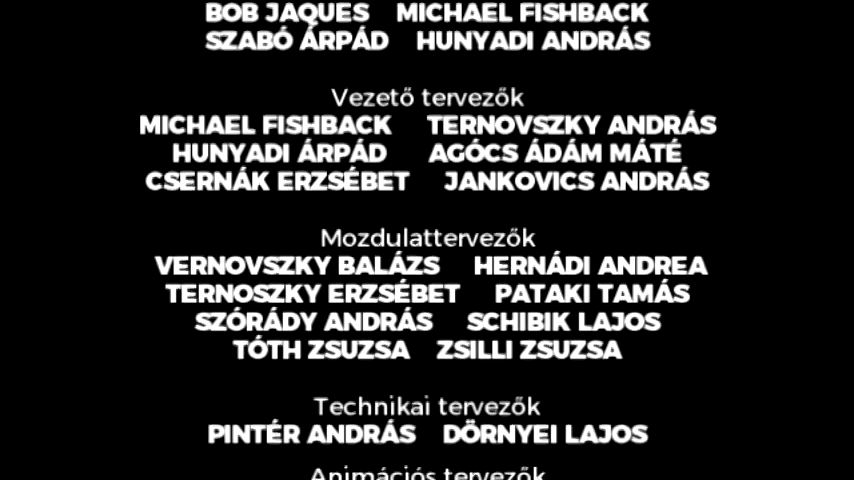 BOB JAQUES MICHAEL FISHBACK
SZABÓ ÁRPÁD HUNYADI ANDRÁS
Vezető tervezők
MICHAEL FISHBACK TERNOVSZKY ANDRÁS
HUNYADI ÁRPÁD AGÓCS ÁDÁM MÁTÉ
CSERNÁK ERZSÉBET JANKOVICS ANDRÁS
Mozdulattervezők
VERNOVSZKY BALÁZS HERNÁDI ANDREA
TERNOSZKY ERZSÉBET PATAKI TAMÁS
SZÓRÁDY ANDRÁS SCHIBIK LAJOS
TÓTH ZSUZSA ZSILLI ZSUZSA
Technikai tervezők
PINTÉR ANDRÁS DÖRNYEI LAJOS
Animációs tervezők